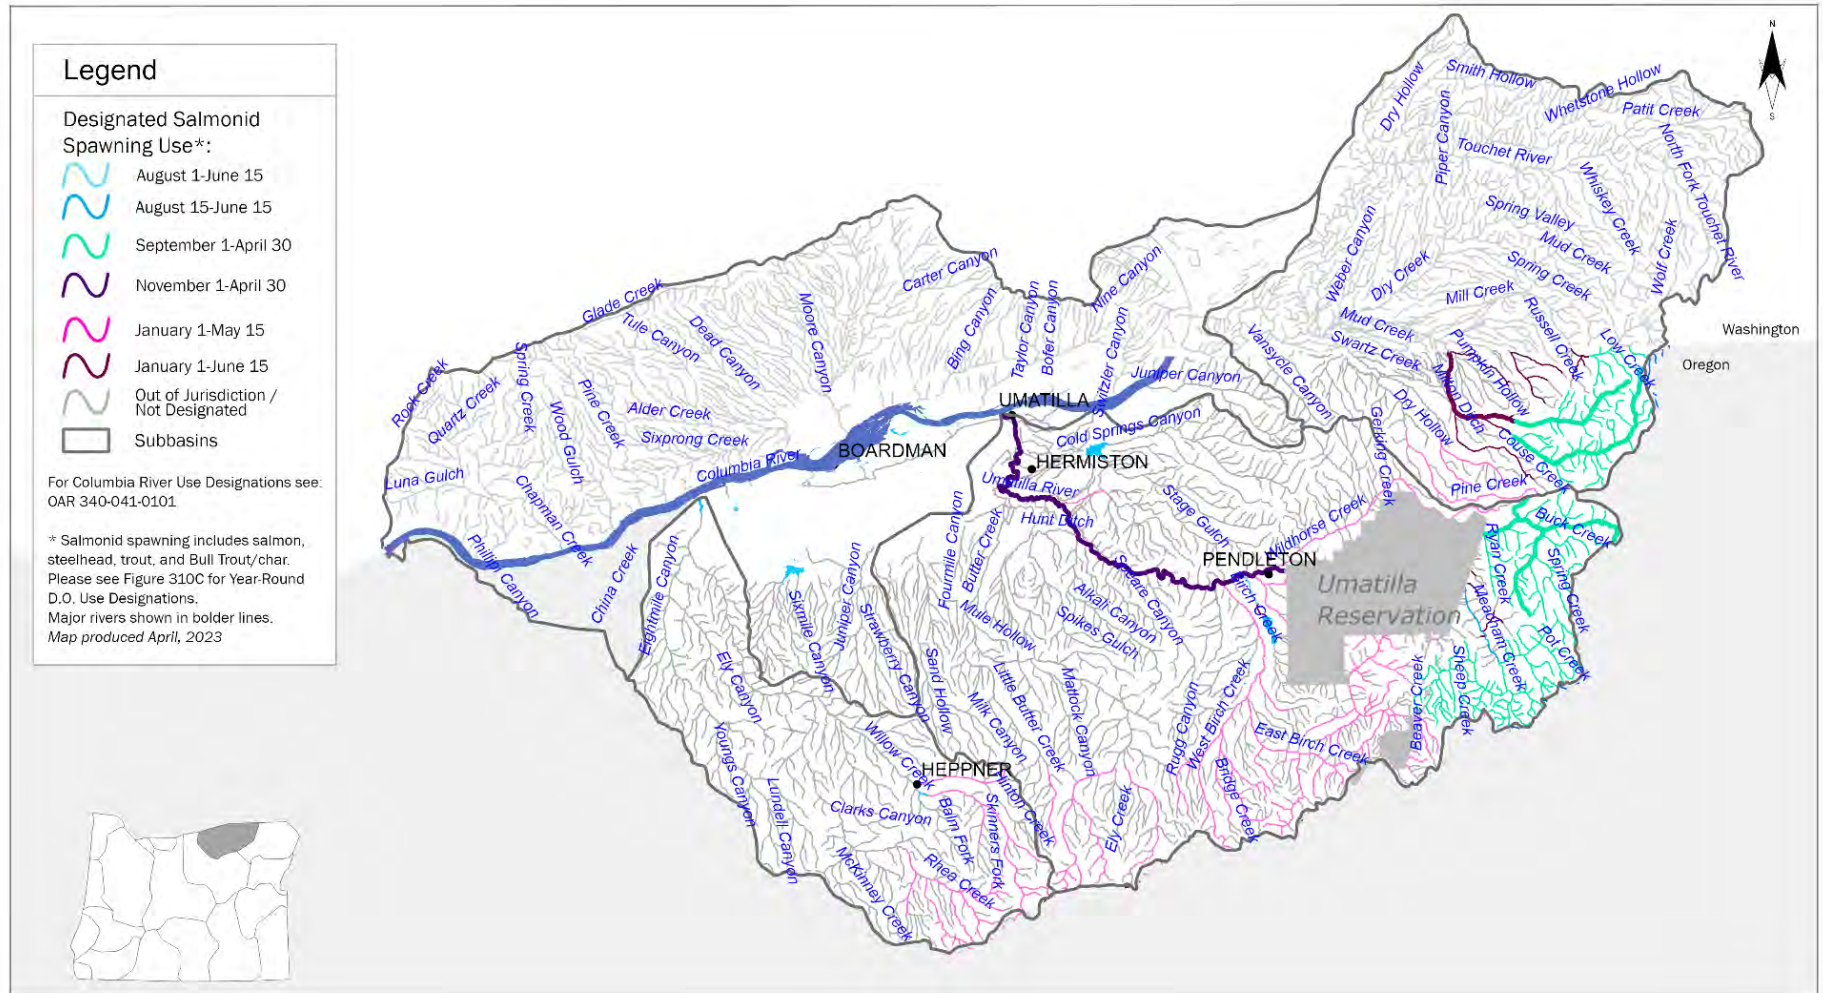 Legend
Designated Salmonid
Spawning Use*:
August 1-June 15
August 15-June 15
September 1-April 30
November 1-April 30
January 1-May 15
January 1-June 15
Out of Jurisdiction /
Not Designated
Subbasins
For Columbia River Use Designations see:
OAR 340-041-0101
* Salmonid spawning includes salmon,
steelhead, trout, and Bull Trout/char.
Please see Figure 310C for Year-Round
D.O. Use Designations.
Major rivers shown in bolder lines.
Map produced April, 2023
N
S
Washington
Oregon
Dry Hollow
Smith Hollow
Whetstone Hollow
Patit Creek
Piper Canyon
Touchet River
North Fork Touchet River
Whiskey Creek
Spring Valley
Mud Creek
Spring Creek
Wolf Creek
Weber Canyon
Dry Creek
Mill Creek
Russell Creek
Low Creek
Mud Creek
Swartz Creek
Pumpkin Hollow
Milton Ditch
Vansycle Canyon
Dry Hollow
Couse Creek
Gerking Creek
Pine Creek
Carter Canyon
Nine Canyon
Glade Creek
Tule Canyon
Dead Canyon
Moore Canyon
Bing Canyon
Taylor Canyon
Bofer Canyon
Switzler Canyon
Juniper Canyon
Rock Creek
Quartz Creek
Spring Creek
Wood Gulch
Pine Creek
Alder Creek
Sixprong Creek
Columbia River
Luna Gulch
Chapman Creek
Phillipi Canyon
China Creek
UMATILLA
BOARDMAN
HERMISTON
Cold Springs Canyon
Umatilla River
Hunt Ditch
Stage Gulch
Wildhorse Creek
PENDLETON
Umatilla
Reservation
Buck Creek
Ryan Creek
Spring Creek
Meacham Creek
Pot Creek
Sheep Creek
Beaver Creek
Fourmile Canyon
Butter Creek
Speare Canyon
Alkali Canyon
Spikes Gulch
Mule Hollow
Birch Creek
Eightmile Canyon
Sixmile Canyon
Juniper Canyon
Strawberry Canyon
Sand Hollow
Ely Canyon
Milk Canyon
Little Butter Creek
Matlock Canyon
Rugg Canyon
West Birch Creek
East Birch Creek
Bridge Creek
Youngs Canyon
Willow Creek
HEPPNER
Hinton Creek
Lundell Canyon
Clarks Canyon
Balm Fork
Skinners Fork
Ely Creek
Rhea Creek
McKinney Creek